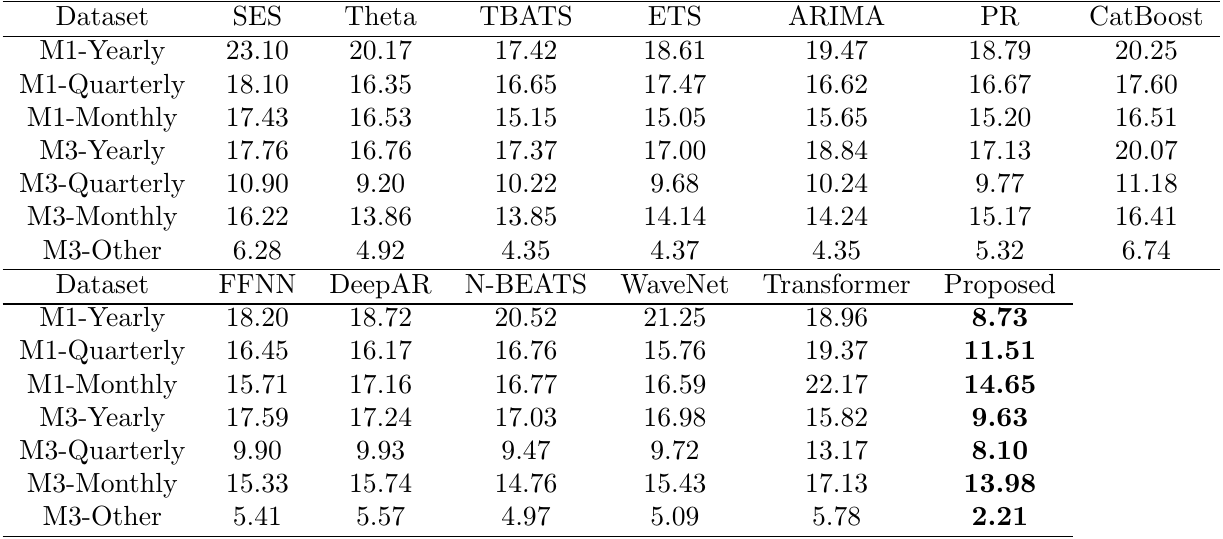 Dataset SES Theta TBATS ETS ARIMA PR CatBoost
M1-Yearly 23.10 20.17 17.42 18.61 19.47 18.79 20.25
M1-Quarterly 18.10 16.35 16.65 17.47 16.62 16.67 17.60
M1-Monthly 17.43 16.53 15.15 15.05 15.65 15.20 16.51
M3-Yearly 17.76 16.76 17.37 17.00 18.84 17.13 20.07
M3-Quarterly 10.90 9.20 10.22 9.68 10.24 9.77 11.18
M3-Monthly 16.22 13.86 13.85 14.14 14.24 15.17 16.41
M3-Other 6.28 4.92 4.35 4.37 4.35 5.32 6.74
Dataset FFNN DeepAR N-BEATS WaveNet Transformer Proposed
M1-Yearly 18.20 18.72 20.52 21.25 18.96 8.73
M1-Quarterly 16.45 16.17 16.76 15.76 19.37 11.51
M1-Monthly 15.71 17.16 16.77 16.59 22.17 14.65
M3-Yearly 17.59 17.24 17.03 16.98 15.82 9.63
M3-Quarterly 9.90 9.93 9.47 9.72 13.17 8.10
M3-Monthly 15.33 15.74 14.76 15.43 17.13 13.98
M3-Other 5.41 5.57 4.97 5.09 5.78 2.21